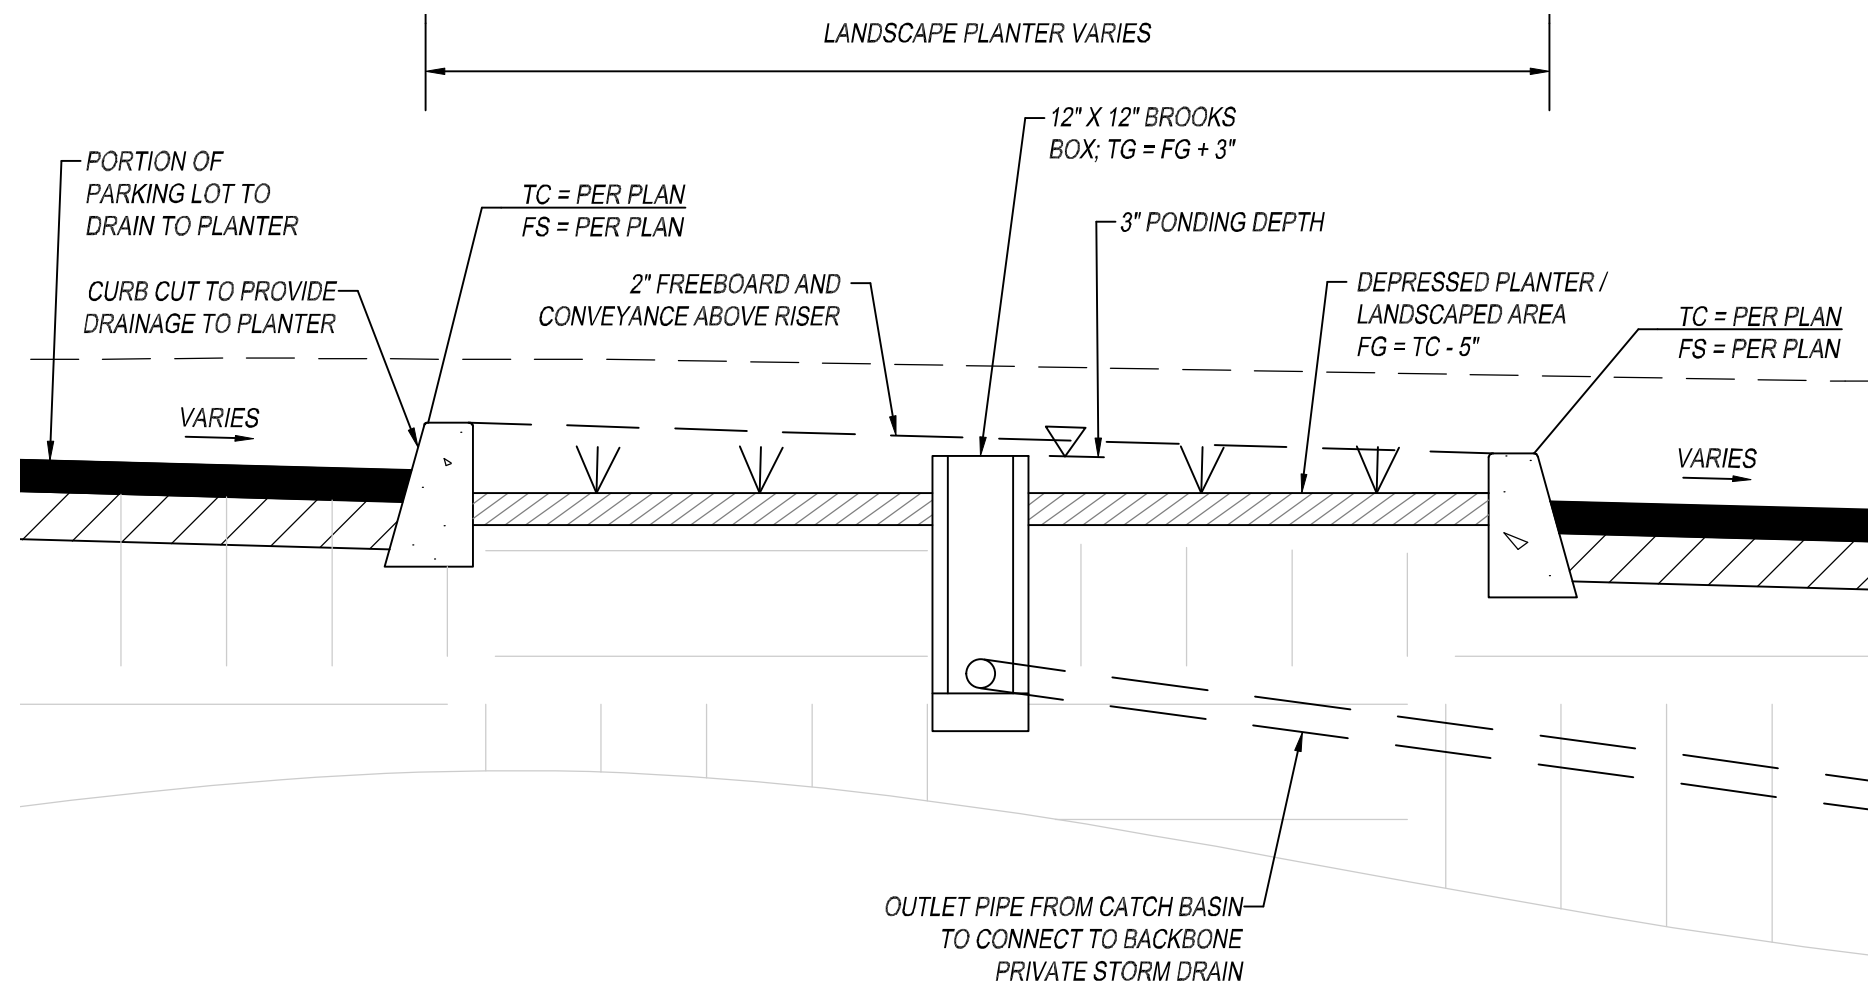 LANDSCAPE PLANTER VARIES
12" X 12" BROOKS
BOX; TG = FG + 3"
PORTION OF
PARKING LOT TO
DRAIN TO PLANTER
TC = PER PLAN
FS = PER PLAN
3" PONDING DEPTH
CURB CUT TO PROVIDE
DRAINAGE TO PLANTER
2" FREEBOARD AND
CONVEYANCE ABOVE RISER
DEPRESSED PLANTER /
LANDSCAPED AREA
FG = TC - 5"
TC = PER PLAN
FS = PER PLAN
VARIES
VARIES
OUTLET PIPE FROM CATCH BASIN
TO CONNECT TO BACKBONE
PRIVATE STORM DRAIN